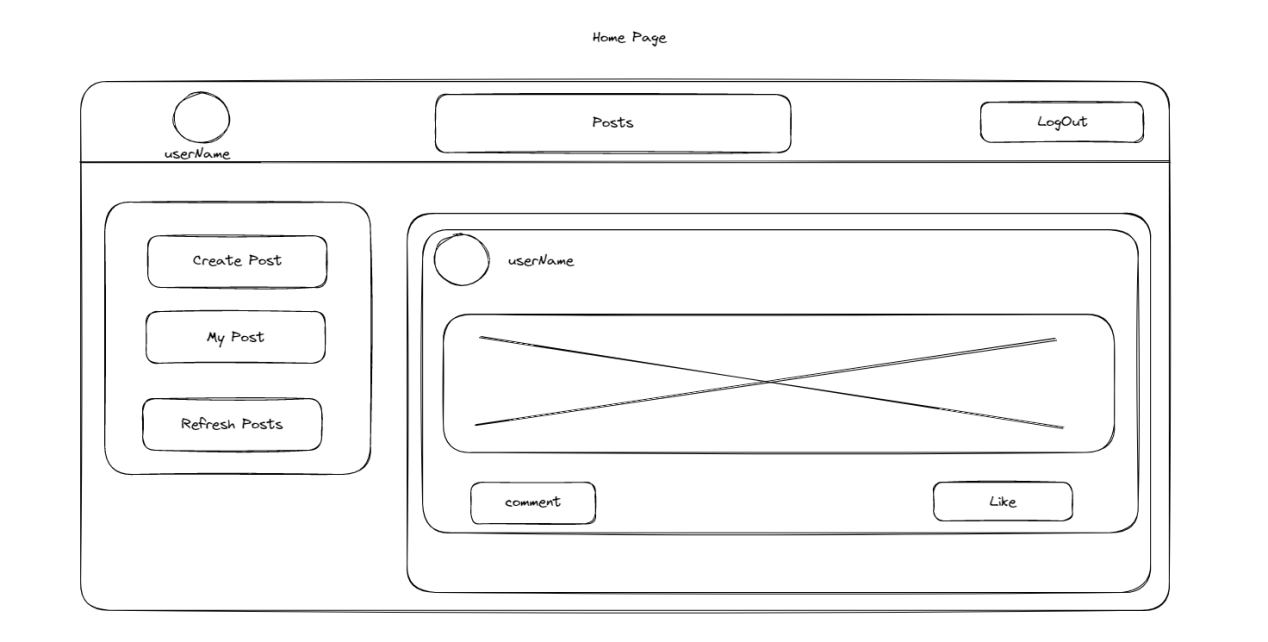 Home Page
userName
Posts
LogOut
Create Post
My Post
Refresh Posts
userName
comment
Like